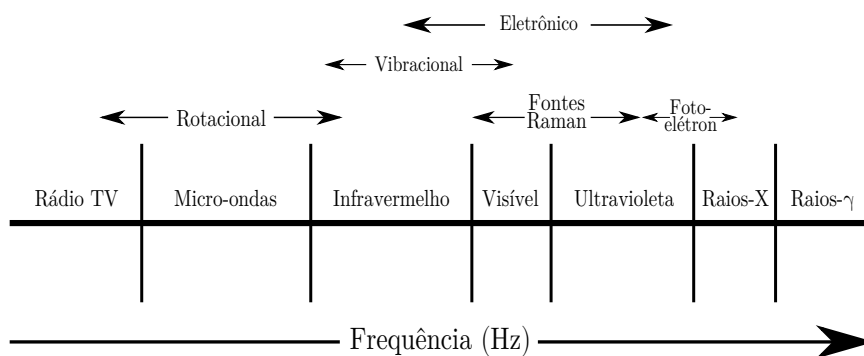 Eletrônico
Vibracional
Rotacional
Fontes
Raman
Foto-
elétron
Rádio TV
Micro-ondas
Infravermelho
Visível
Ultravioleta
Raios-X
Raios-γ
Frequência (Hz)